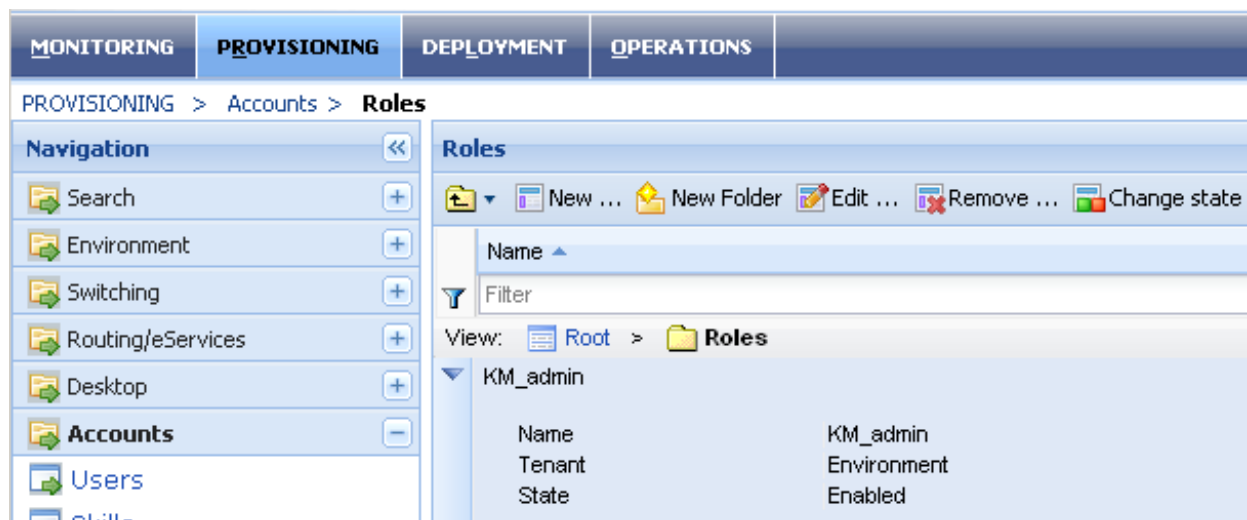 MONITORING PROVISIONING DEPLOYMENT OPERATIONS
PROVISIONING > Accounts > Roles
Navigation
Search
Environment
Switching
Routing/eServices
Desktop
Accounts
Users
Skills
Roles
New ... New Folder Edit ... Remove ... Change state
Name
Filter
View: Root > Roles
KM_admin
Name KM_admin
Tenant Environment
State Enabled